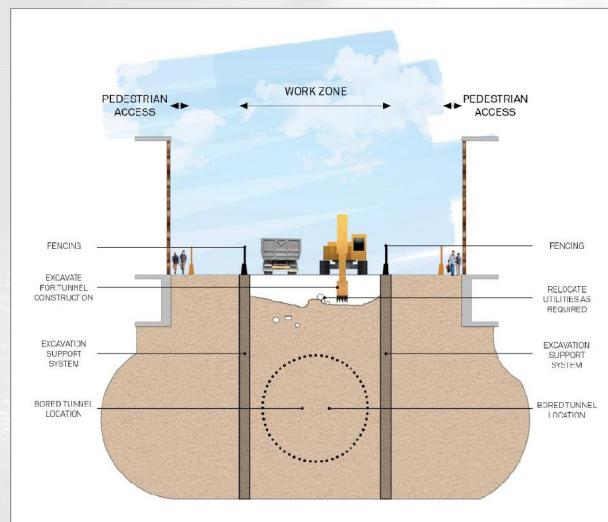 WORK ZONE
PEDESTRIAN
ACCESS
PEDESTRIAN
ACCESS
FENCING
FENCING
EXCAVATE
FOR TUNNEL
CONSTRUCTION
RELOCATE
UTILITIES AS
REQUIRED
EXCAVATION
SUPPORT
SYSTEM
EXCAVATION
SUPPORT
SYSTEM
BORED TUNNEL
LOCATION
BORED TUNNEL
LOCATION